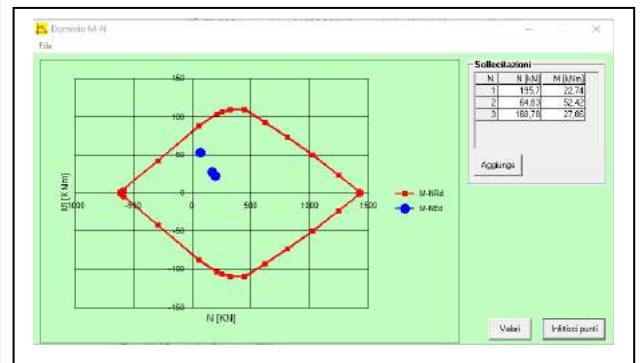 Dominio M-N
File
Sollecitazioni
N. N [kN] M [kNm]
1 195,7 22,74
2 64,83 52,42
3 168,78 27,86
Aggiunge
150
100
50
0
-50
-100
-150
-1000 -500 0 500 1000 1500
M [KNm]
N [KN]
M-NRd
M-NEd
Valori
Infittisci punti